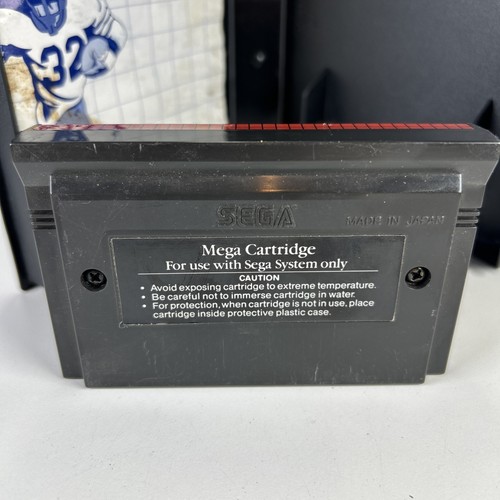 32
SEGA
MADE IN JAPAN
Mega Cartridge
For use with Sega System only
CAUTION
• Avoid exposing cartridge to extreme temperature.
• Be careful not to immerse cartridge in water.
• For protection, when cartridge is not in use, place
cartridge inside protective plastic case.